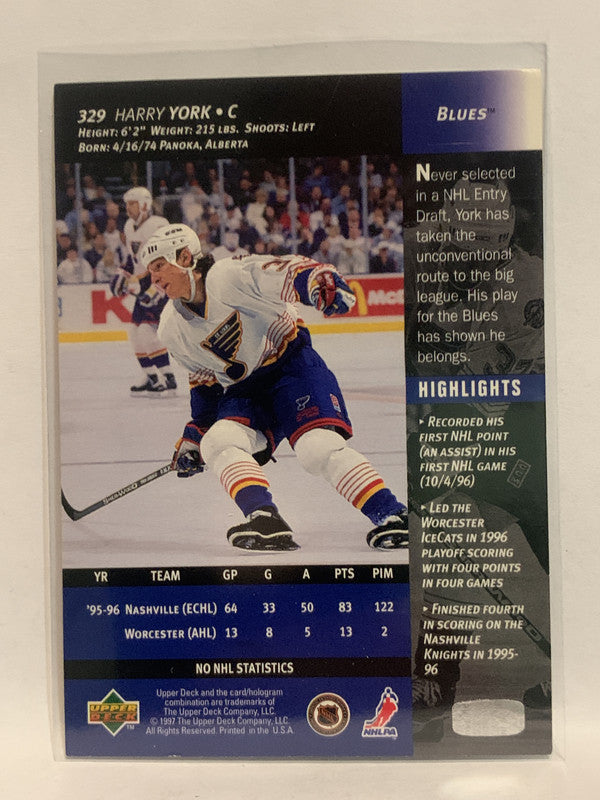 329 HARRY YORK • C
HEIGHT: 6'2" WEIGHT: 215 LBS. SHOOTS: LEFT
BORN: 4/16/74 PANOKA, ALBERTA
BLUES™
Never selected
in a NHL Entry
Draft, York has
taken the
unconventional
route to the big
league. His play
for the Blues
has shown he
belongs.
HIGHLIGHTS
▸ RECORDED HIS
FIRST NHL POINT
(AN ASSIST) IN HIS
FIRST NHL GAME
(10/4/96)
▸ LED THE
WORCESTER
ICECATS IN 1996
PLAYOFF SCORING
WITH FOUR POINTS
IN FOUR GAMES
▸ FINISHED FOURTH
IN SCORING ON THE
NASHVILLE
KNIGHTS IN 1995-
96
YR TEAM GP G A PTS PIM
'95-96 NASHVILLE (ECHL) 64 33 50 83 122
WORCESTER (AHL) 13 8 5 13 2
NO NHL STATISTICS
UPPER DECK ™
Upper Deck and the card/hologram
combination are trademarks of
The Upper Deck Company, LLC.
© 1997 The Upper Deck Company, LLC.
All Rights Reserved. Printed in the U.S.A.
NHLPA